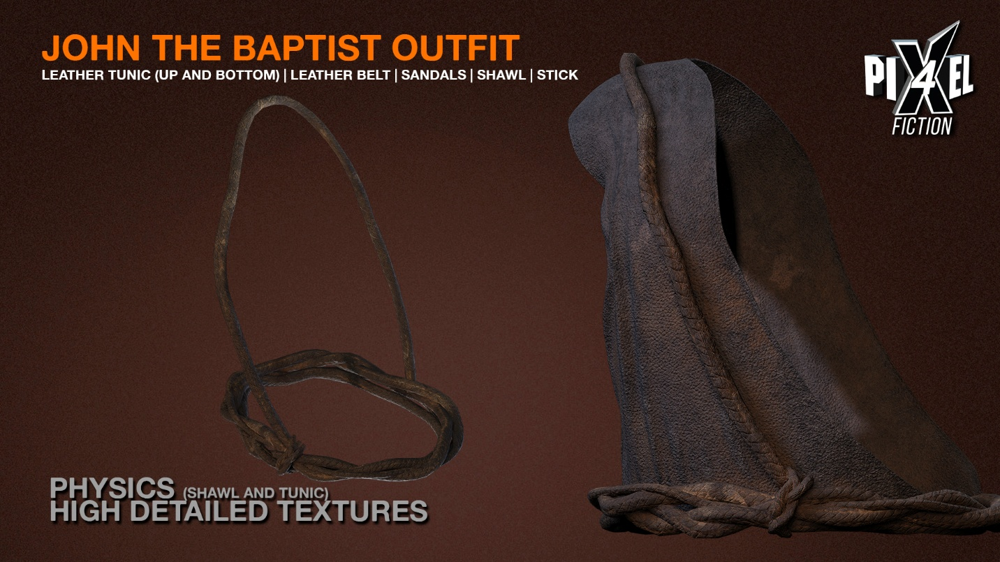 JOHN THE BAPTIST OUTFIT
LEATHER TUNIC (UP AND BOTTOM) | LEATHER BELT | SANDALS | SHAWL | STICK
PI4XEL
FICTION
PHYSICS (SHAWL AND TUNIC)
HIGH DETAILED TEXTURES